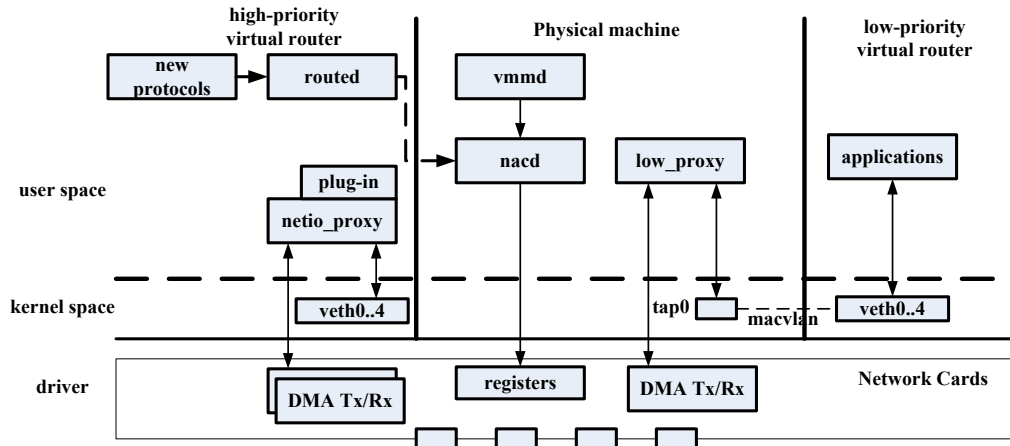 high-priority
virtual router
Physical machine
low-priority
virtual router
new
protocols
routed
vmmd
nacd
low_proxy
applications
user space
plug-in
netio_proxy
kernel space
veth0..4
tap0
macvlan
veth0..4
driver
DMA Tx/Rx
registers
DMA Tx/Rx
Network Cards